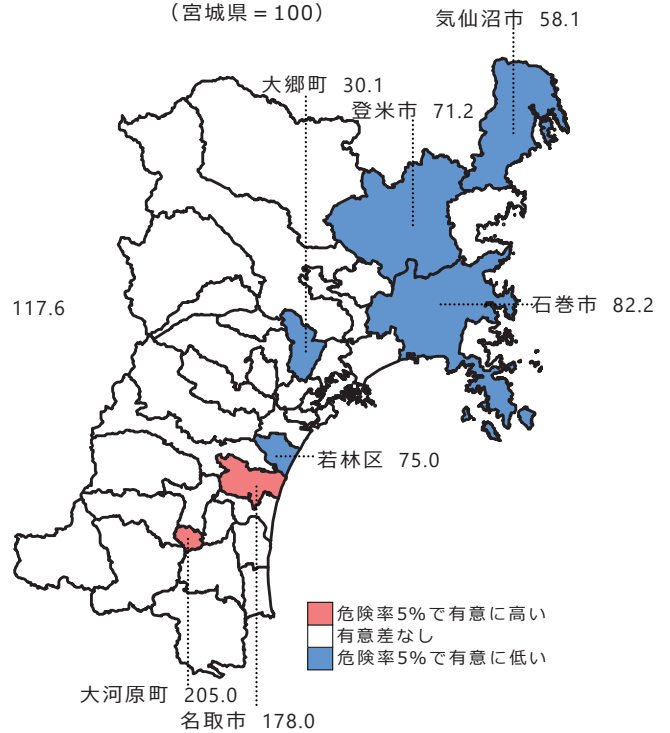 （宮城県＝100）
気仙沼市 58.1
大郷町 30.1
登米市 71.2
117.6
石巻市 82.2
若林区 75.0
危険率5%で有意に高い
有意差なし
危険率5%で有意に低い
大河原町 205.0
名取市 178.0